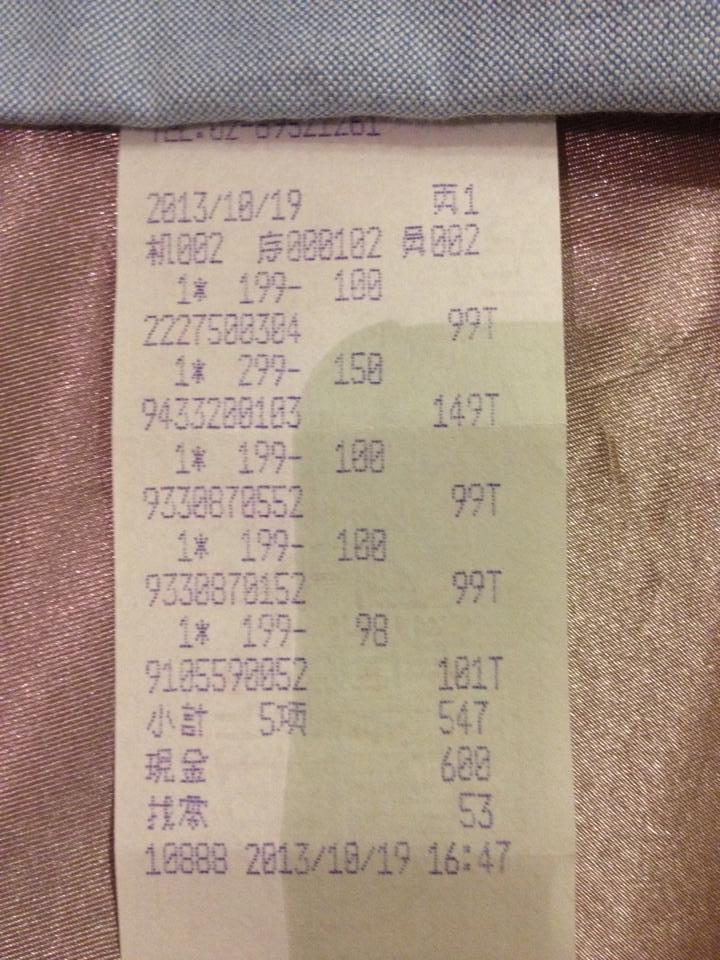 TEL:02-89521261
2013/10/19 頁1
机002 序000102 員002
1* 199- 100
2227500304 99T
1* 299- 150
9433200103 149T
1* 199- 100
9330870552 99T
1* 199- 100
9330870152 99T
1* 199- 98
9105590052 101T
小計 5項 547
現金 600
找零 53
10888 2013/10/19 16:47